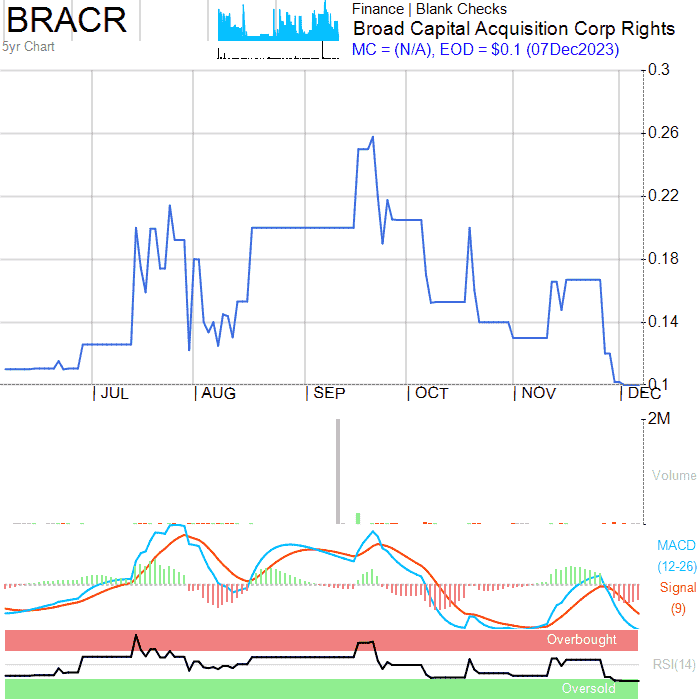 BRACR
5yr Chart
Finance | Blank Checks
Broad Capital Acquisition Corp Rights
MC = (N/A), EOD = $0.1 (07Dec2023)
0.3
0.26
0.22
0.18
0.14
0.1
JUL AUG SEP OCT NOV DEC
2M
Volume
MACD
(12-26)
Signal
(9)
Overbought
RSI(14)
Oversold